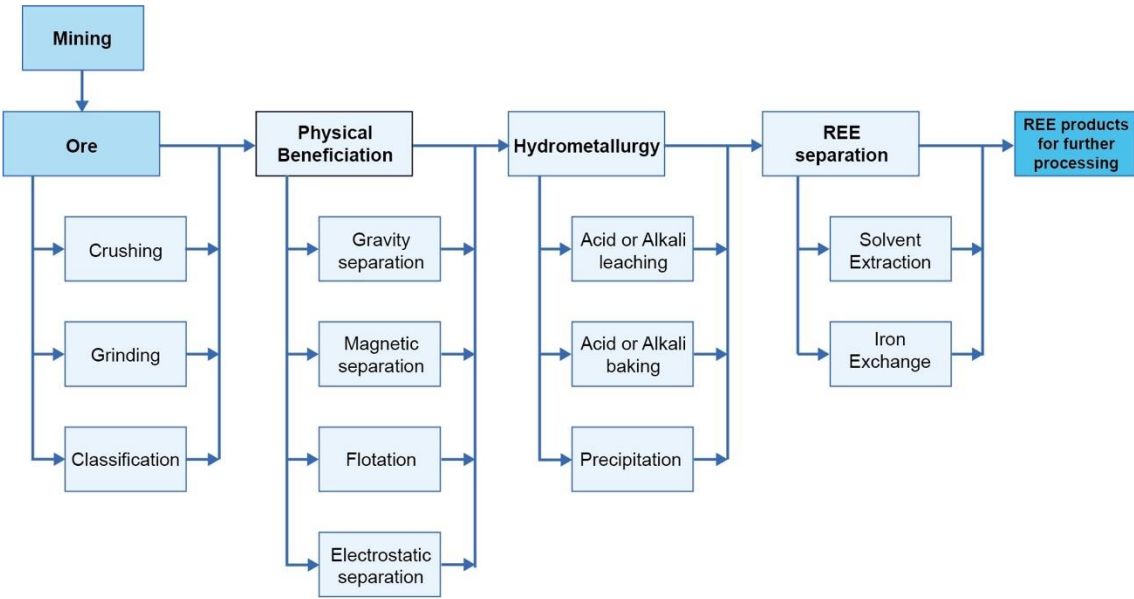 Mining
Ore
Physical
Beneficiation
Hydrometallurgy
REE
separation
REE products
for further
processing
Crushing
Grinding
Classification
Gravity
separation
Magnetic
separation
Flotation
Electrostatic
separation
Acid or Alkali
leaching
Acid or Alkali
baking
Precipitation
Solvent
Extraction
Iron
Exchange